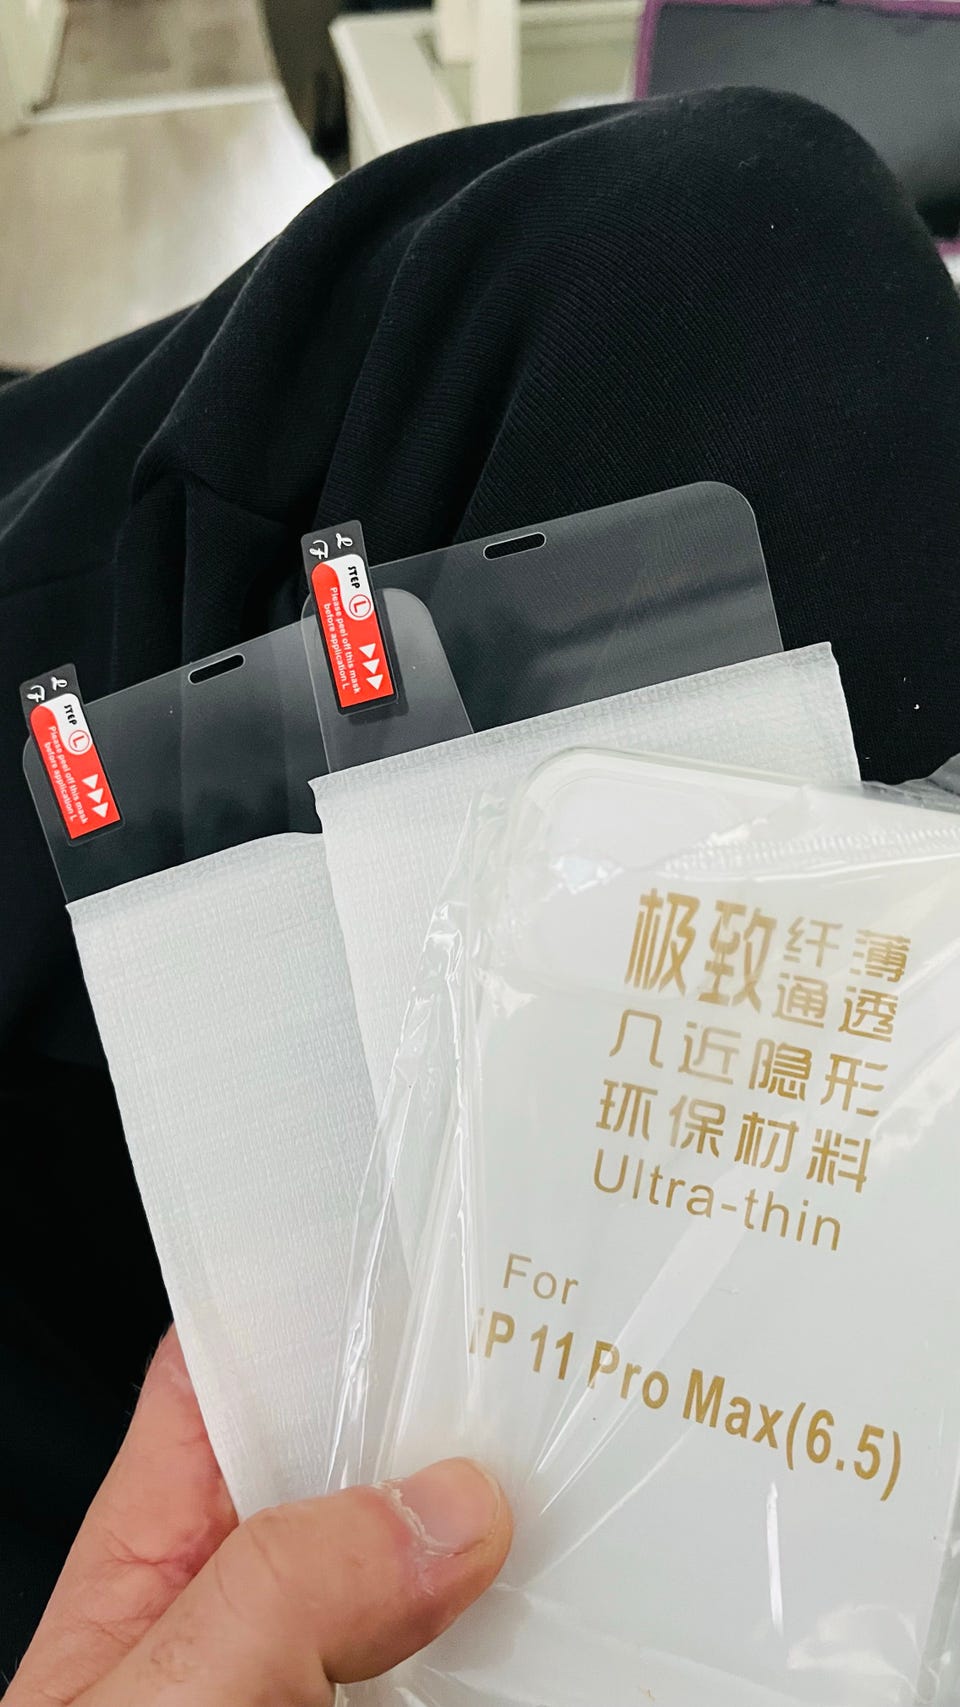 STEP L
Please peel off this mask
before application L
STEP L
Please peel off this mask
before application L
极致纤薄
通透
几近隐形
环保材料
Ultra-thin
For
iP 11 Pro Max(6.5)